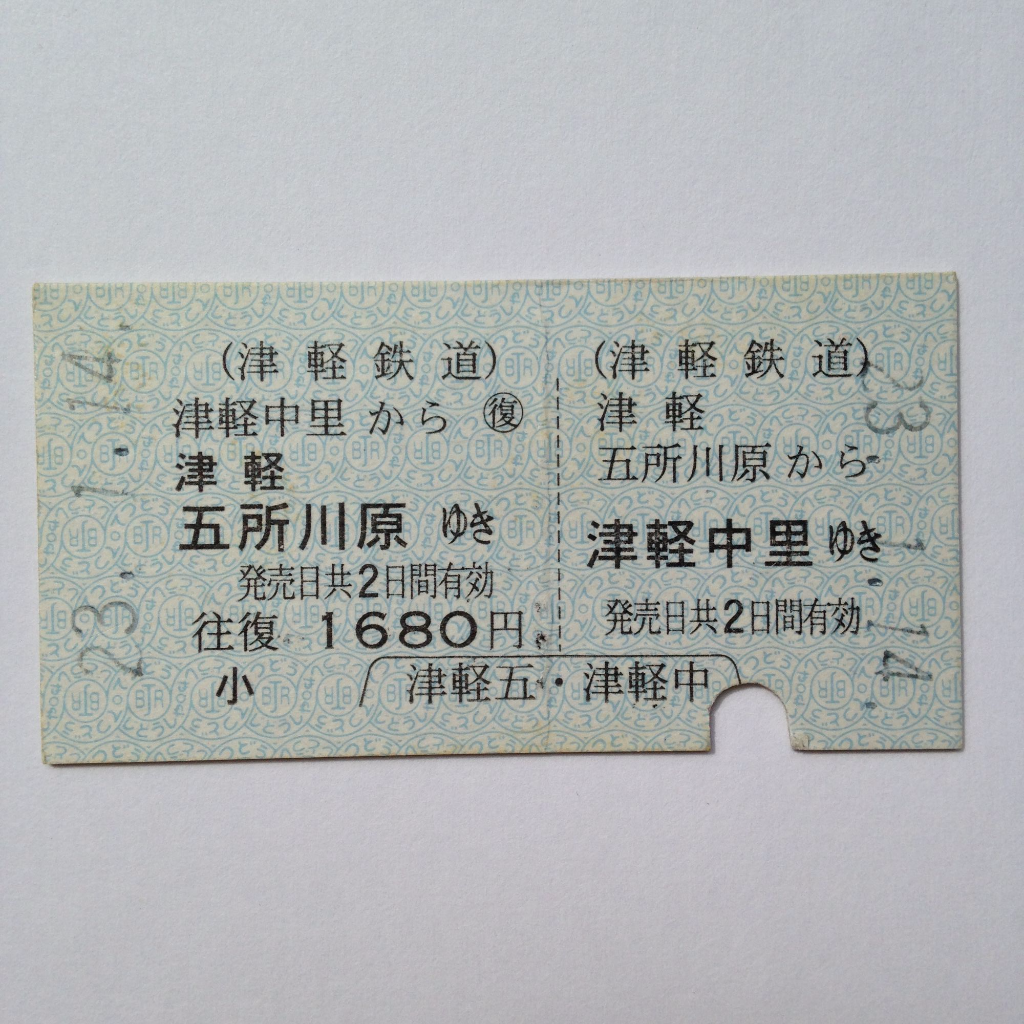 (津軽鉄道)
津軽中里から ㊝復
津軽
五所川原 ゆき
発売日共2日間有効
往復 1680円
小
23.-1.14.
(津軽鉄道)
津軽
五所川原から
津軽中里ゆき
発売日共2日間有効
津軽五・津軽中
23.-1.14